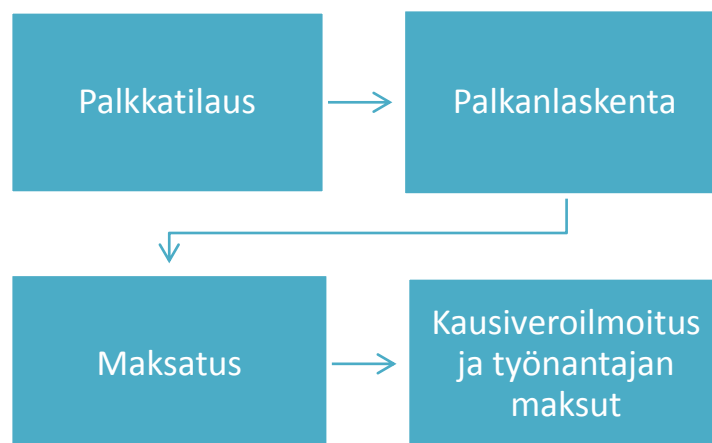 Palkkatilaus
Palkanlaskenta
Maksatus
Kausiveroilmoitus
ja työnantajan
maksut